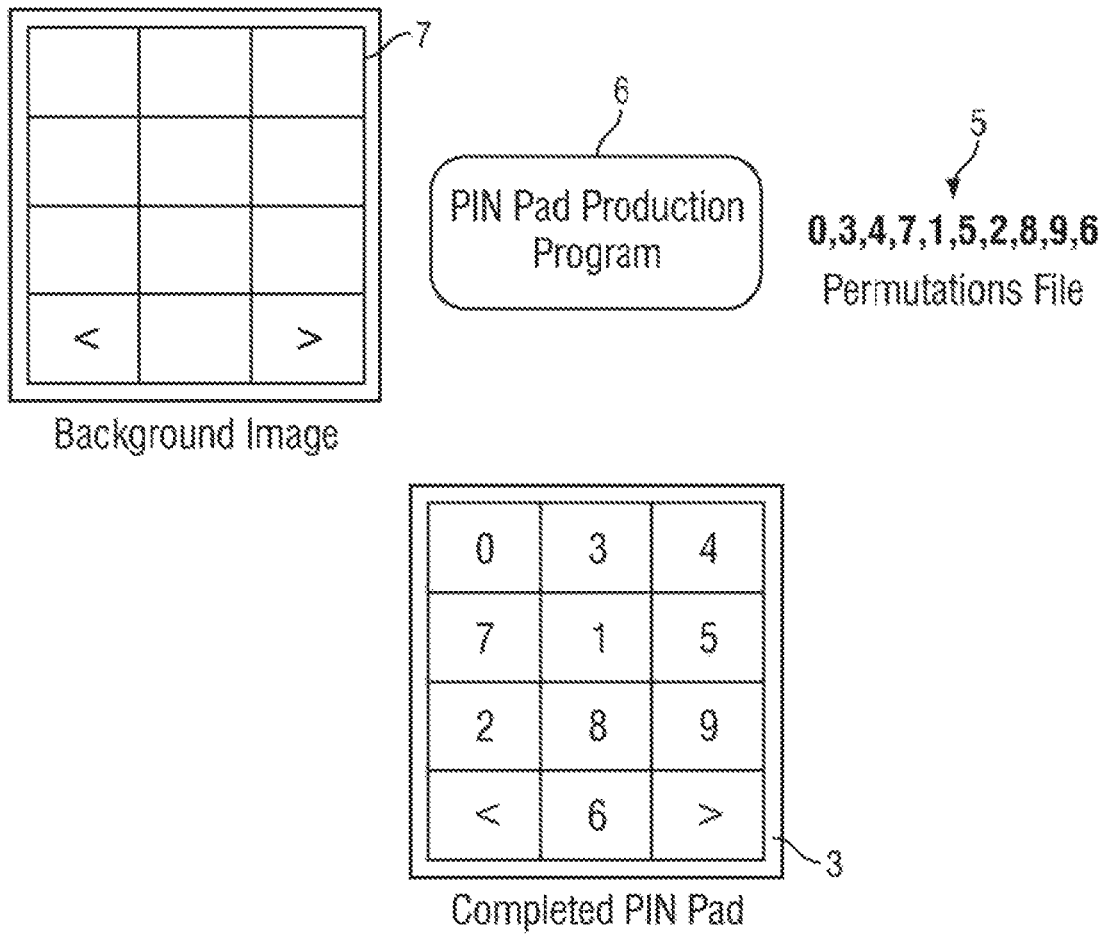 7
< >
Background Image
6
PIN Pad Production
Program
5
0,3,4,7,1,5,2,8,9,6
Permutations File
0 3 4
7 1 5
2 8 9
< 6 >
3
Completed PIN Pad